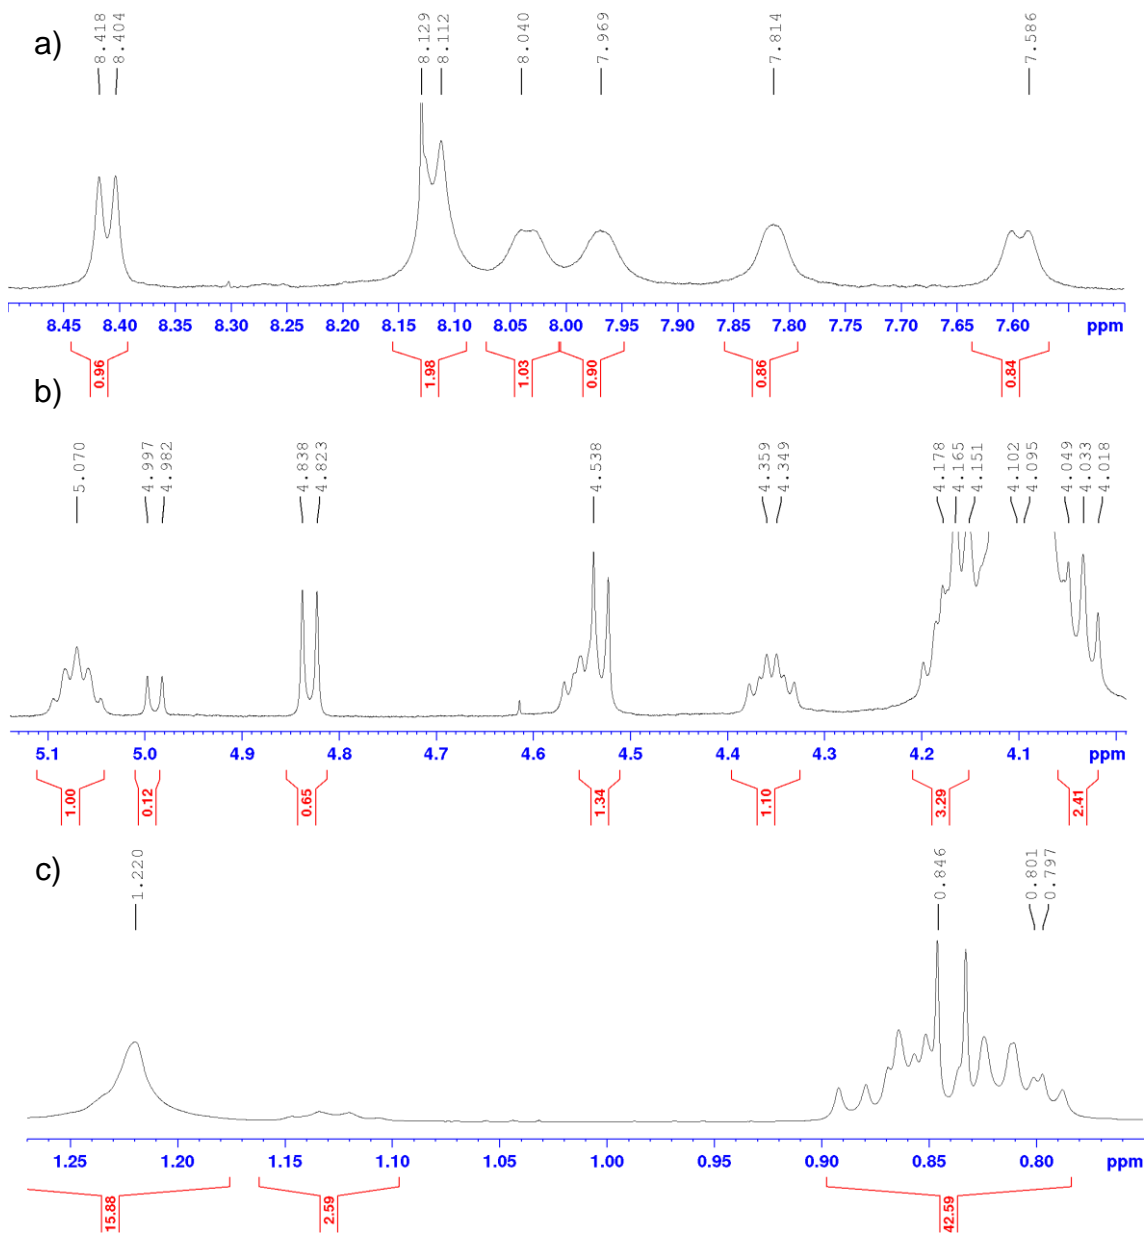 a)
8.418 8.404 8.129 8.112 8.040 7.969 7.814 7.586
8.45 8.40 8.35 8.30 8.25 8.20 8.15 8.10 8.05 8.00 7.95 7.90 7.85 7.80 7.75 7.70 7.65 7.60 ppm
0.96 1.98 1.03 0.90 0.86 0.84
b)
5.070 4.997 4.982 4.838 4.823 4.538 4.359 4.349 4.178 4.165 4.151 4.102 4.095 4.049 4.033 4.018
5.1 5.0 4.9 4.8 4.7 4.6 4.5 4.4 4.3 4.2 4.1 ppm
1.00 0.12 0.65 1.34 1.10 3.29 2.41
c)
1.220 0.846 0.801 0.797
1.25 1.20 1.15 1.10 1.05 1.00 0.95 0.90 0.85 0.80 ppm
15.88 2.59 42.59